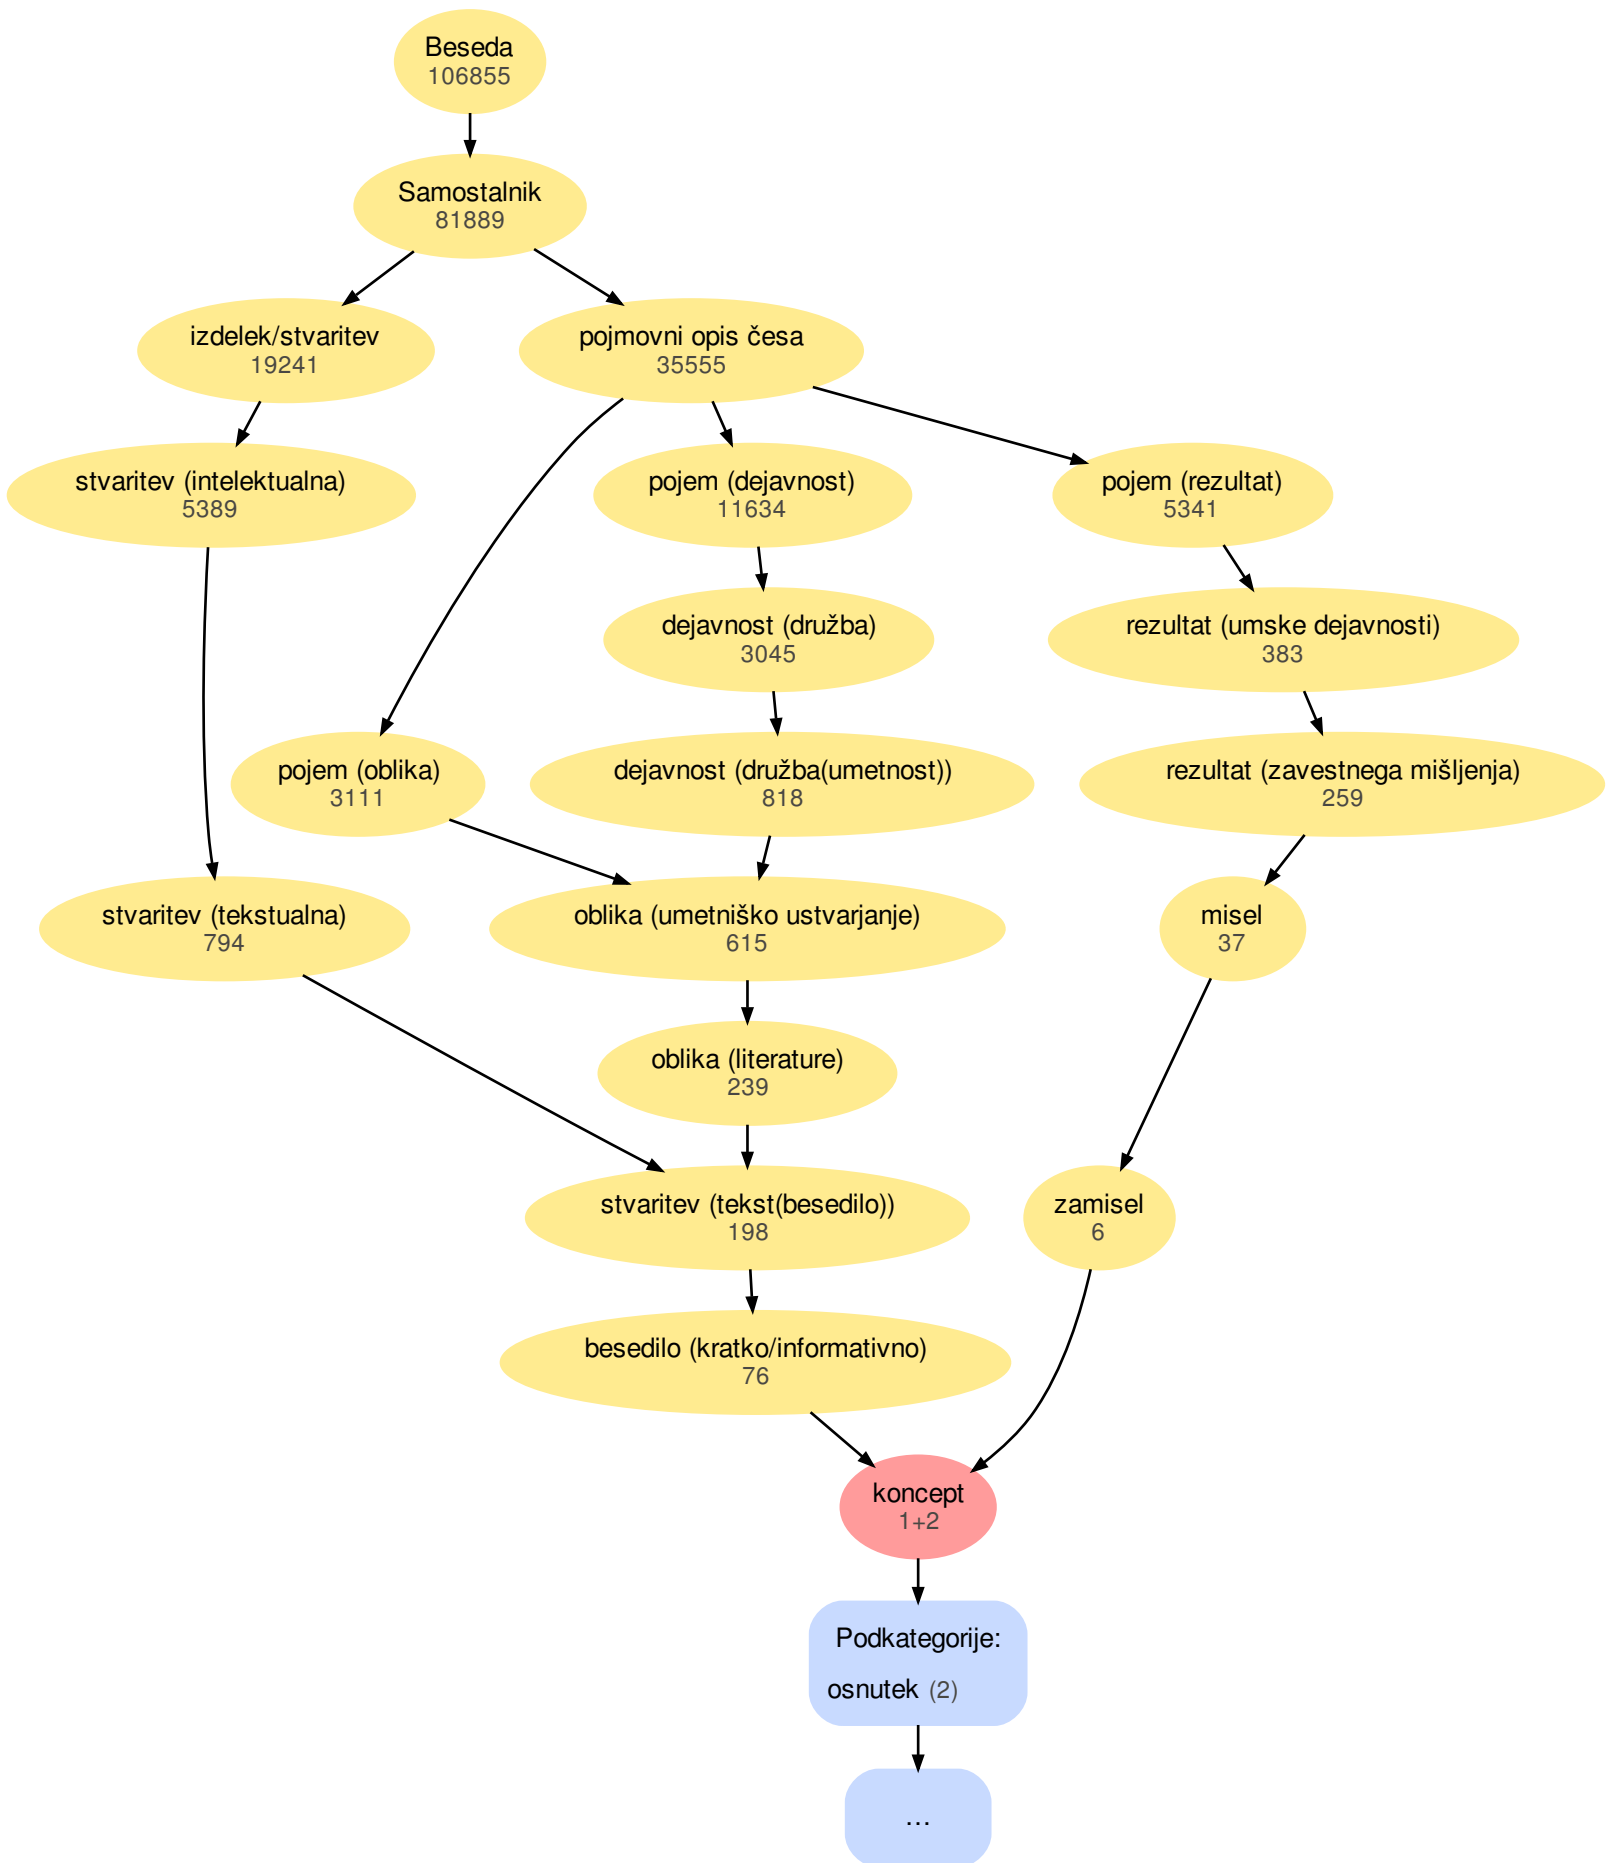 Beseda
106855
Samostalnik
81889
izdelek/stvaritev
19241
pojmovni opis česa
35555
stvaritev (intelektualna)
5389
pojem (dejavnost)
11634
pojem (rezultat)
5341
dejavnost (družba)
3045
rezultat (umske dejavnosti)
383
pojem (oblika)
3111
dejavnost (družba(umetnost))
818
rezultat (zavestnega mišljenja)
259
stvaritev (tekstualna)
794
oblika (umetniško ustvarjanje)
615
misel
37
oblika (literature)
239
stvaritev (tekst(besedilo))
198
zamisel
6
besedilo (kratko/informativno)
76
koncept
1+2
Podkategorije:
osnutek (2)
...